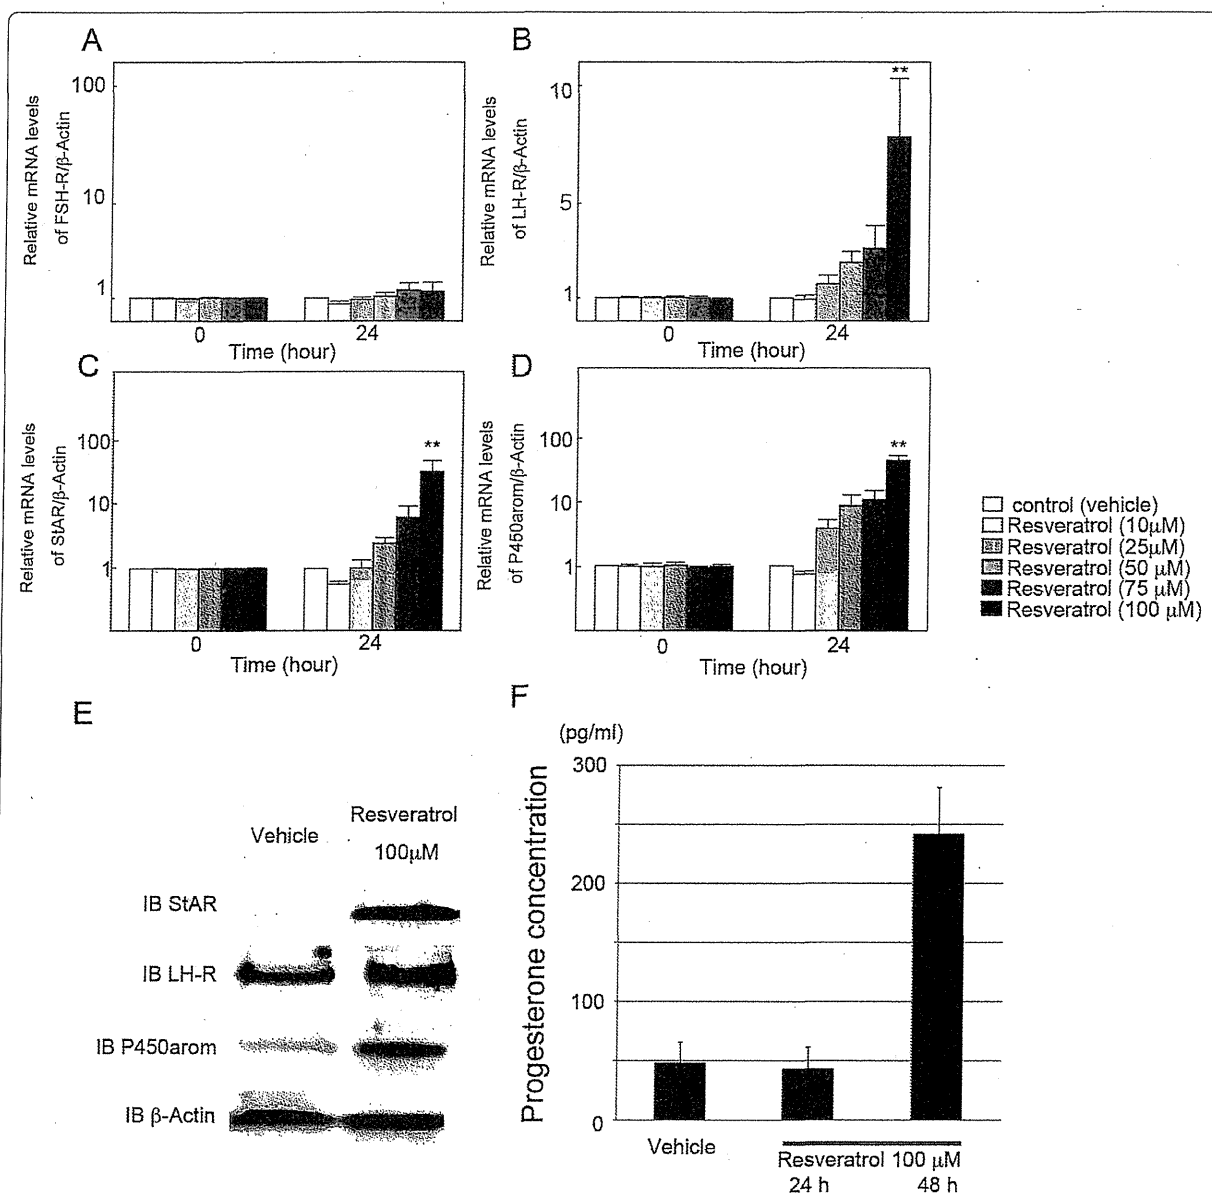 A
Relative mRNA levels
of FSH-R/β-Actin
100
10
1
0
24
Time (hour)
B
Relative mRNA levels
of LH-R/β-Actin
10
5
1
**
0
24
Time (hour)
C
Relative mRNA levels
of StAR/β-Actin
100
10
1
**
0
24
Time (hour)
D
Relative mRNA levels
of P450arom/β-Actin
100
10
1
**
0
24
Time (hour)
control (vehicle)
Resveratrol (10μM)
Resveratrol (25μM)
Resveratrol (50 μM)
Resveratrol (75 μM)
Resveratrol (100 μM)
E
Vehicle
Resveratrol
100μM
IB StAR
IB LH-R
IB P450arom
IB β-Actin
F
(pg/ml)
Progesterone concentration
300
200
100
0
Vehicle
Resveratrol 100 μM
24 h 48 h